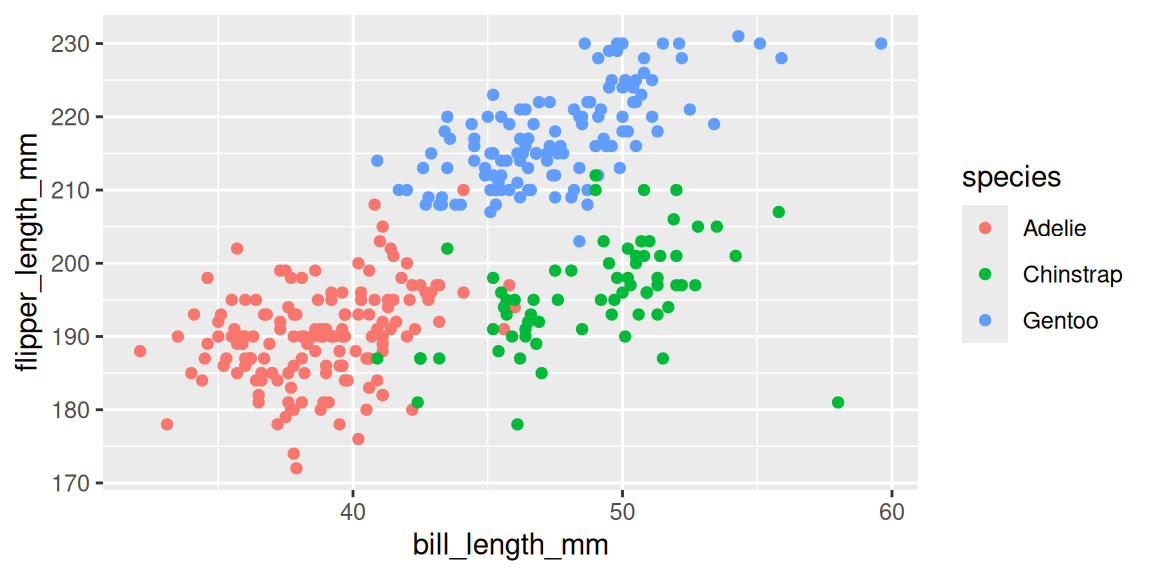 230
220
210
200
190
180
170
flipper_length_mm
40 50 60
bill_length_mm
species
Adelie
Chinstrap
Gentoo